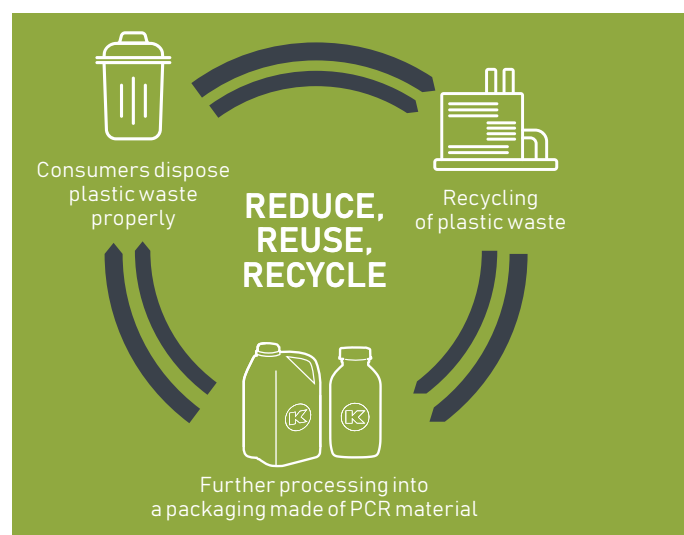 Consumers dispose
plastic waste
properly
Recycling
of plastic waste
REDUCE,
REUSE,
RECYCLE
K
K
Further processing into
a packaging made of PCR material